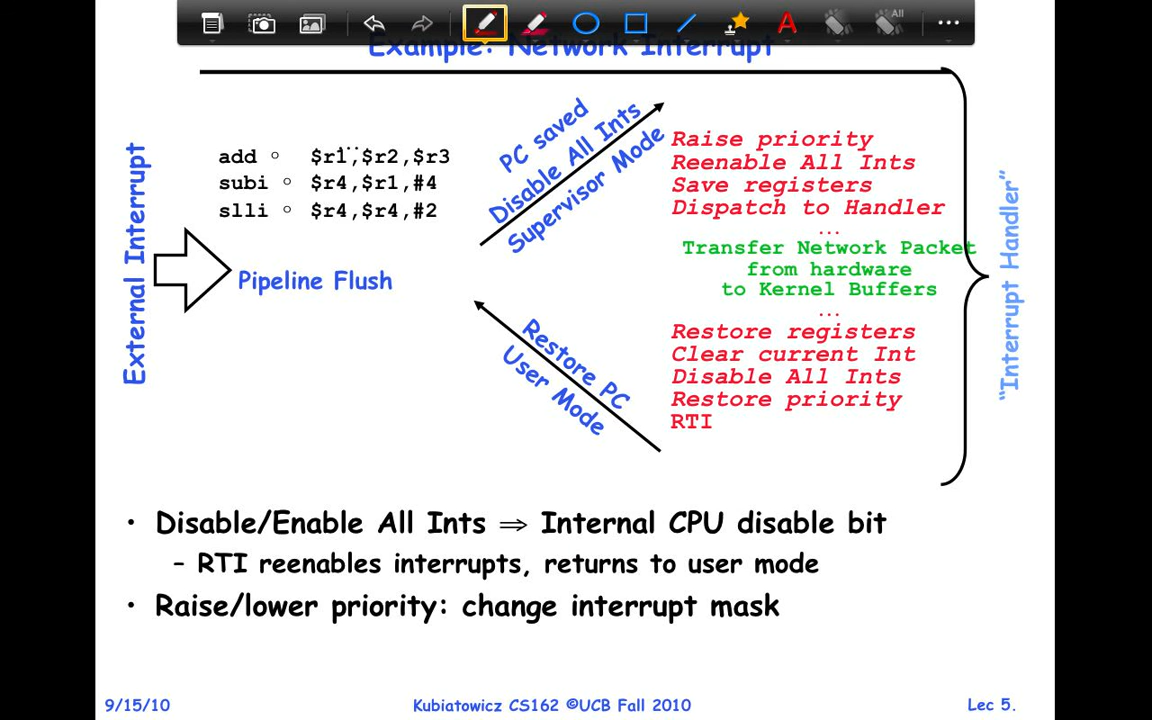 All
A
Example: Network Interrupt
External Interrupt
...
add $r1,$r2,$r3
subi $r4,$r1,#4
slli $r4,$r4,#2
Pipeline Flush
PC saved
Disable All Ints
Supervisor Mode
Restore PC
User Mode
Raise priority
Reenable All Ints
Save registers
Dispatch to Handler
…
Transfer Network Packet
from hardware
to Kernel Buffers
…
Restore registers
Clear current Int
Disable All Ints
Restore priority
RTI
“Interrupt Handler”
• Disable/Enable All Ints ⇒ Internal CPU disable bit
– RTI reenables interrupts, returns to user mode
• Raise/lower priority: change interrupt mask
9/15/10
Kubiatowicz CS162 ©UCB Fall 2010
Lec 5.